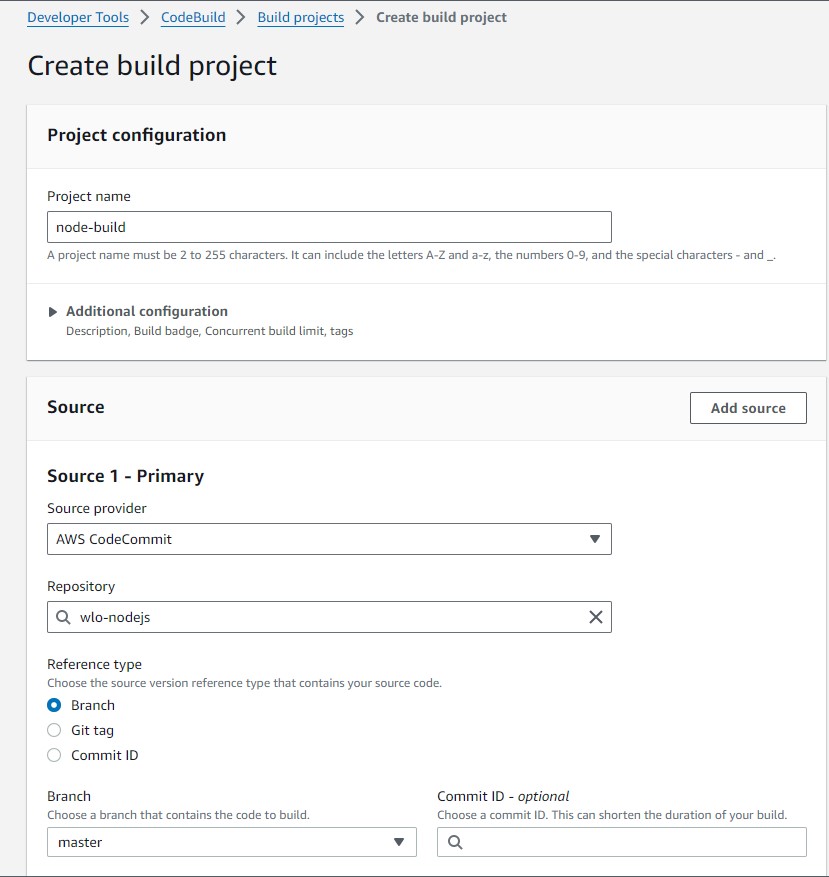 Developer Tools > CodeBuild > Build projects > Create build project
Create build project
Project configuration
Project name
node-build
A project name must be 2 to 255 characters. It can include the letters A-Z and a-z, the numbers 0-9, and the special characters - and _.
Additional configuration
Description, Build badge, Concurrent build limit, tags
Source
Add source
Source 1 - Primary
Source provider
AWS CodeCommit
Repository
wlo-nodejs
Reference type
Choose the source version reference type that contains your source code.
Branch
Git tag
Commit ID
Branch
Choose a branch that contains the code to build.
master
Commit ID - optional
Choose a commit ID. This can shorten the duration of your build.